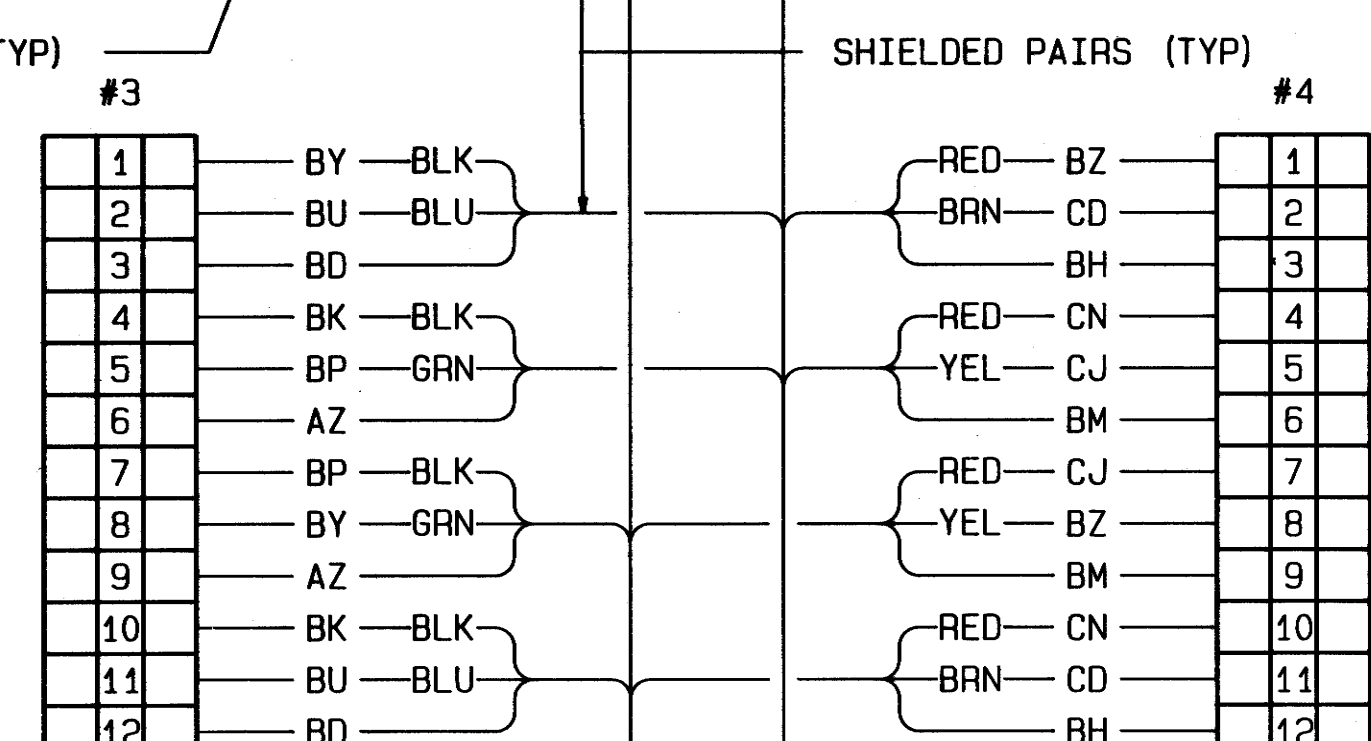 TYP)
SHIELDED PAIRS (TYP)
#3
#4
1 BY BLK RED BZ 1
2 BU BLU BRN CD 2
3 BD BH 3
4 BK BLK RED CN 4
5 BP GRN YEL CJ 5
6 AZ BM 6
7 BP BLK RED CJ 7
8 BY GRN YEL BZ 8
9 AZ BM 9
10 BK BLK RED CN 10
11 BU BLU BRN CD 11
12 BD BH 12